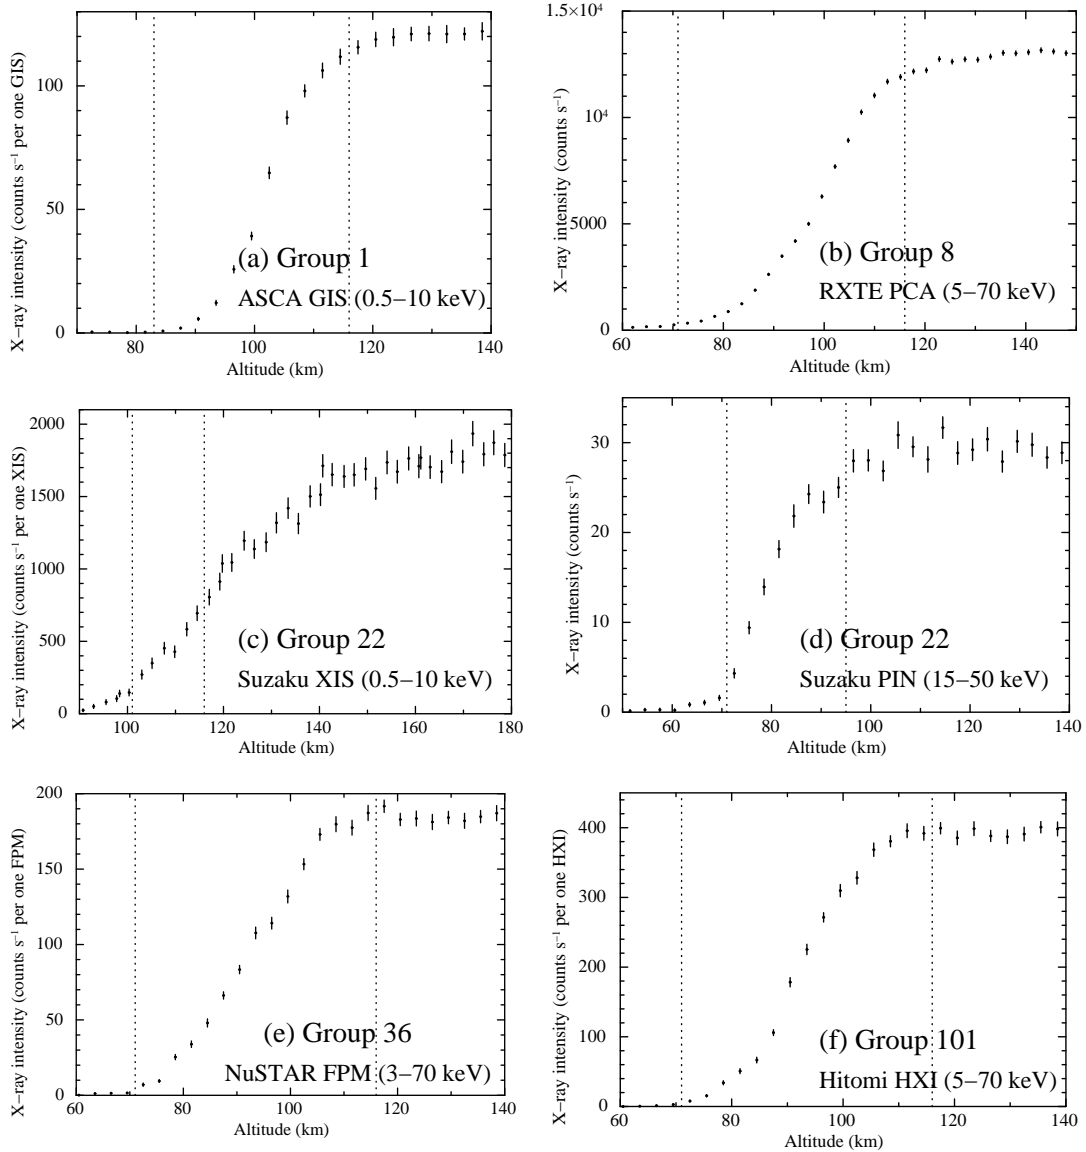 X−ray intensity (counts s⁻¹ per one GIS)
100
50
0
(a) Group 1
ASCA GIS (0.5−10 keV)
80 100 120 140
Altitude (km)
X−ray intensity (counts s⁻¹)
1.5×10⁴
10⁴
5000
0
(b) Group 8
RXTE PCA (5−70 keV)
60 80 100 120 140
Altitude (km)
X−ray intensity (counts s⁻¹ per one XIS)
2000
1500
1000
500
0
(c) Group 22
Suzaku XIS (0.5−10 keV)
100 120 140 160 180
Altitude (km)
X−ray intensity (counts s⁻¹)
30
20
10
0
(d) Group 22
Suzaku PIN (15−50 keV)
60 80 100 120 140
Altitude (km)
X−ray intensity (counts s⁻¹ per one FPM)
200
150
100
50
0
(e) Group 36
NuSTAR FPM (3−70 keV)
60 80 100 120 140
Altitude (km)
X−ray intensity (counts s⁻¹ per one HXI)
400
300
200
100
0
(f) Group 101
Hitomi HXI (5−70 keV)
60 80 100 120 140
Altitude (km)